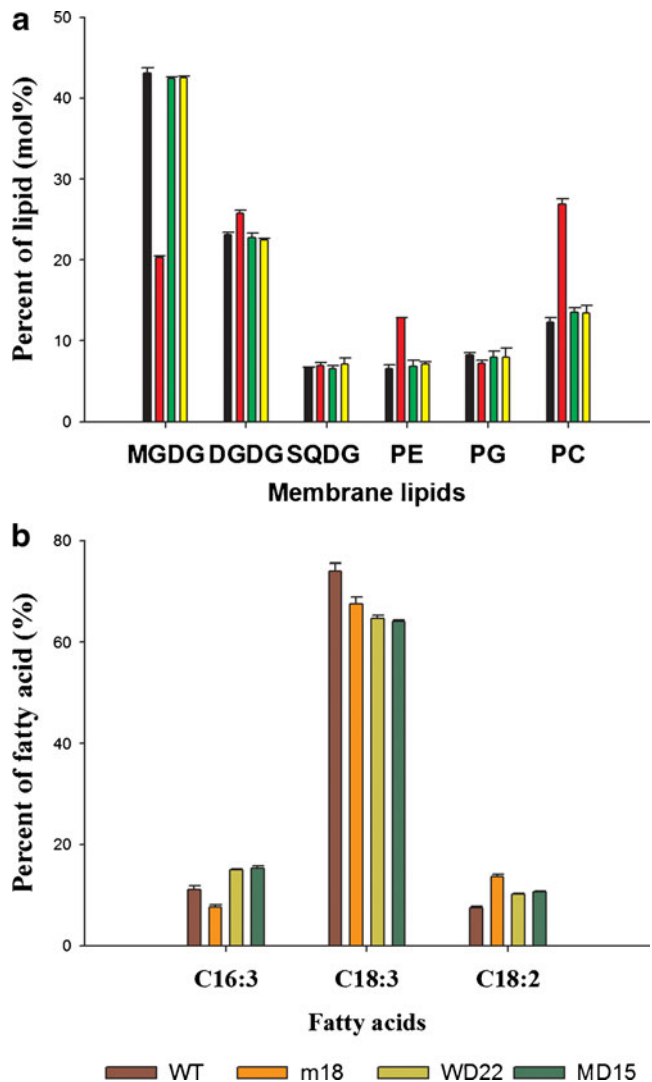 a
Percent of lipid (mol%)
50
40
30
20
10
0
MGDG DGDG SQDG PE PG PC
Membrane lipids
b
Percent of fatty acid (%)
80
60
40
20
0
C16:3 C18:3 C18:2
Fatty acids
WT m18 WD22 MD15